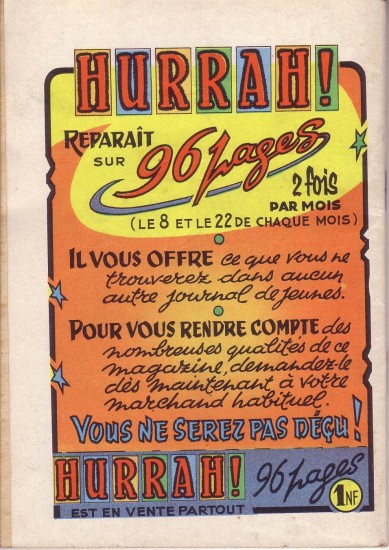 HURRAH!
REPARAÎT
SUR
96 pages
2 fois
PAR MOIS
(LE 8 ET LE 22 DE CHAQUE MOIS)
IL VOUS OFFRE ce que vous ne
trouverez dans aucun
autre journal de jeunes.
POUR VOUS RENDRE COMPTE des
nombreuses qualités de ce
magazine, demandez-le
dès maintenant à votre
marchand habituel.
VOUS NE SEREZ PAS DÉÇU!
HURRAH! 96 pages
1NF
EST EN VENTE PARTOUT